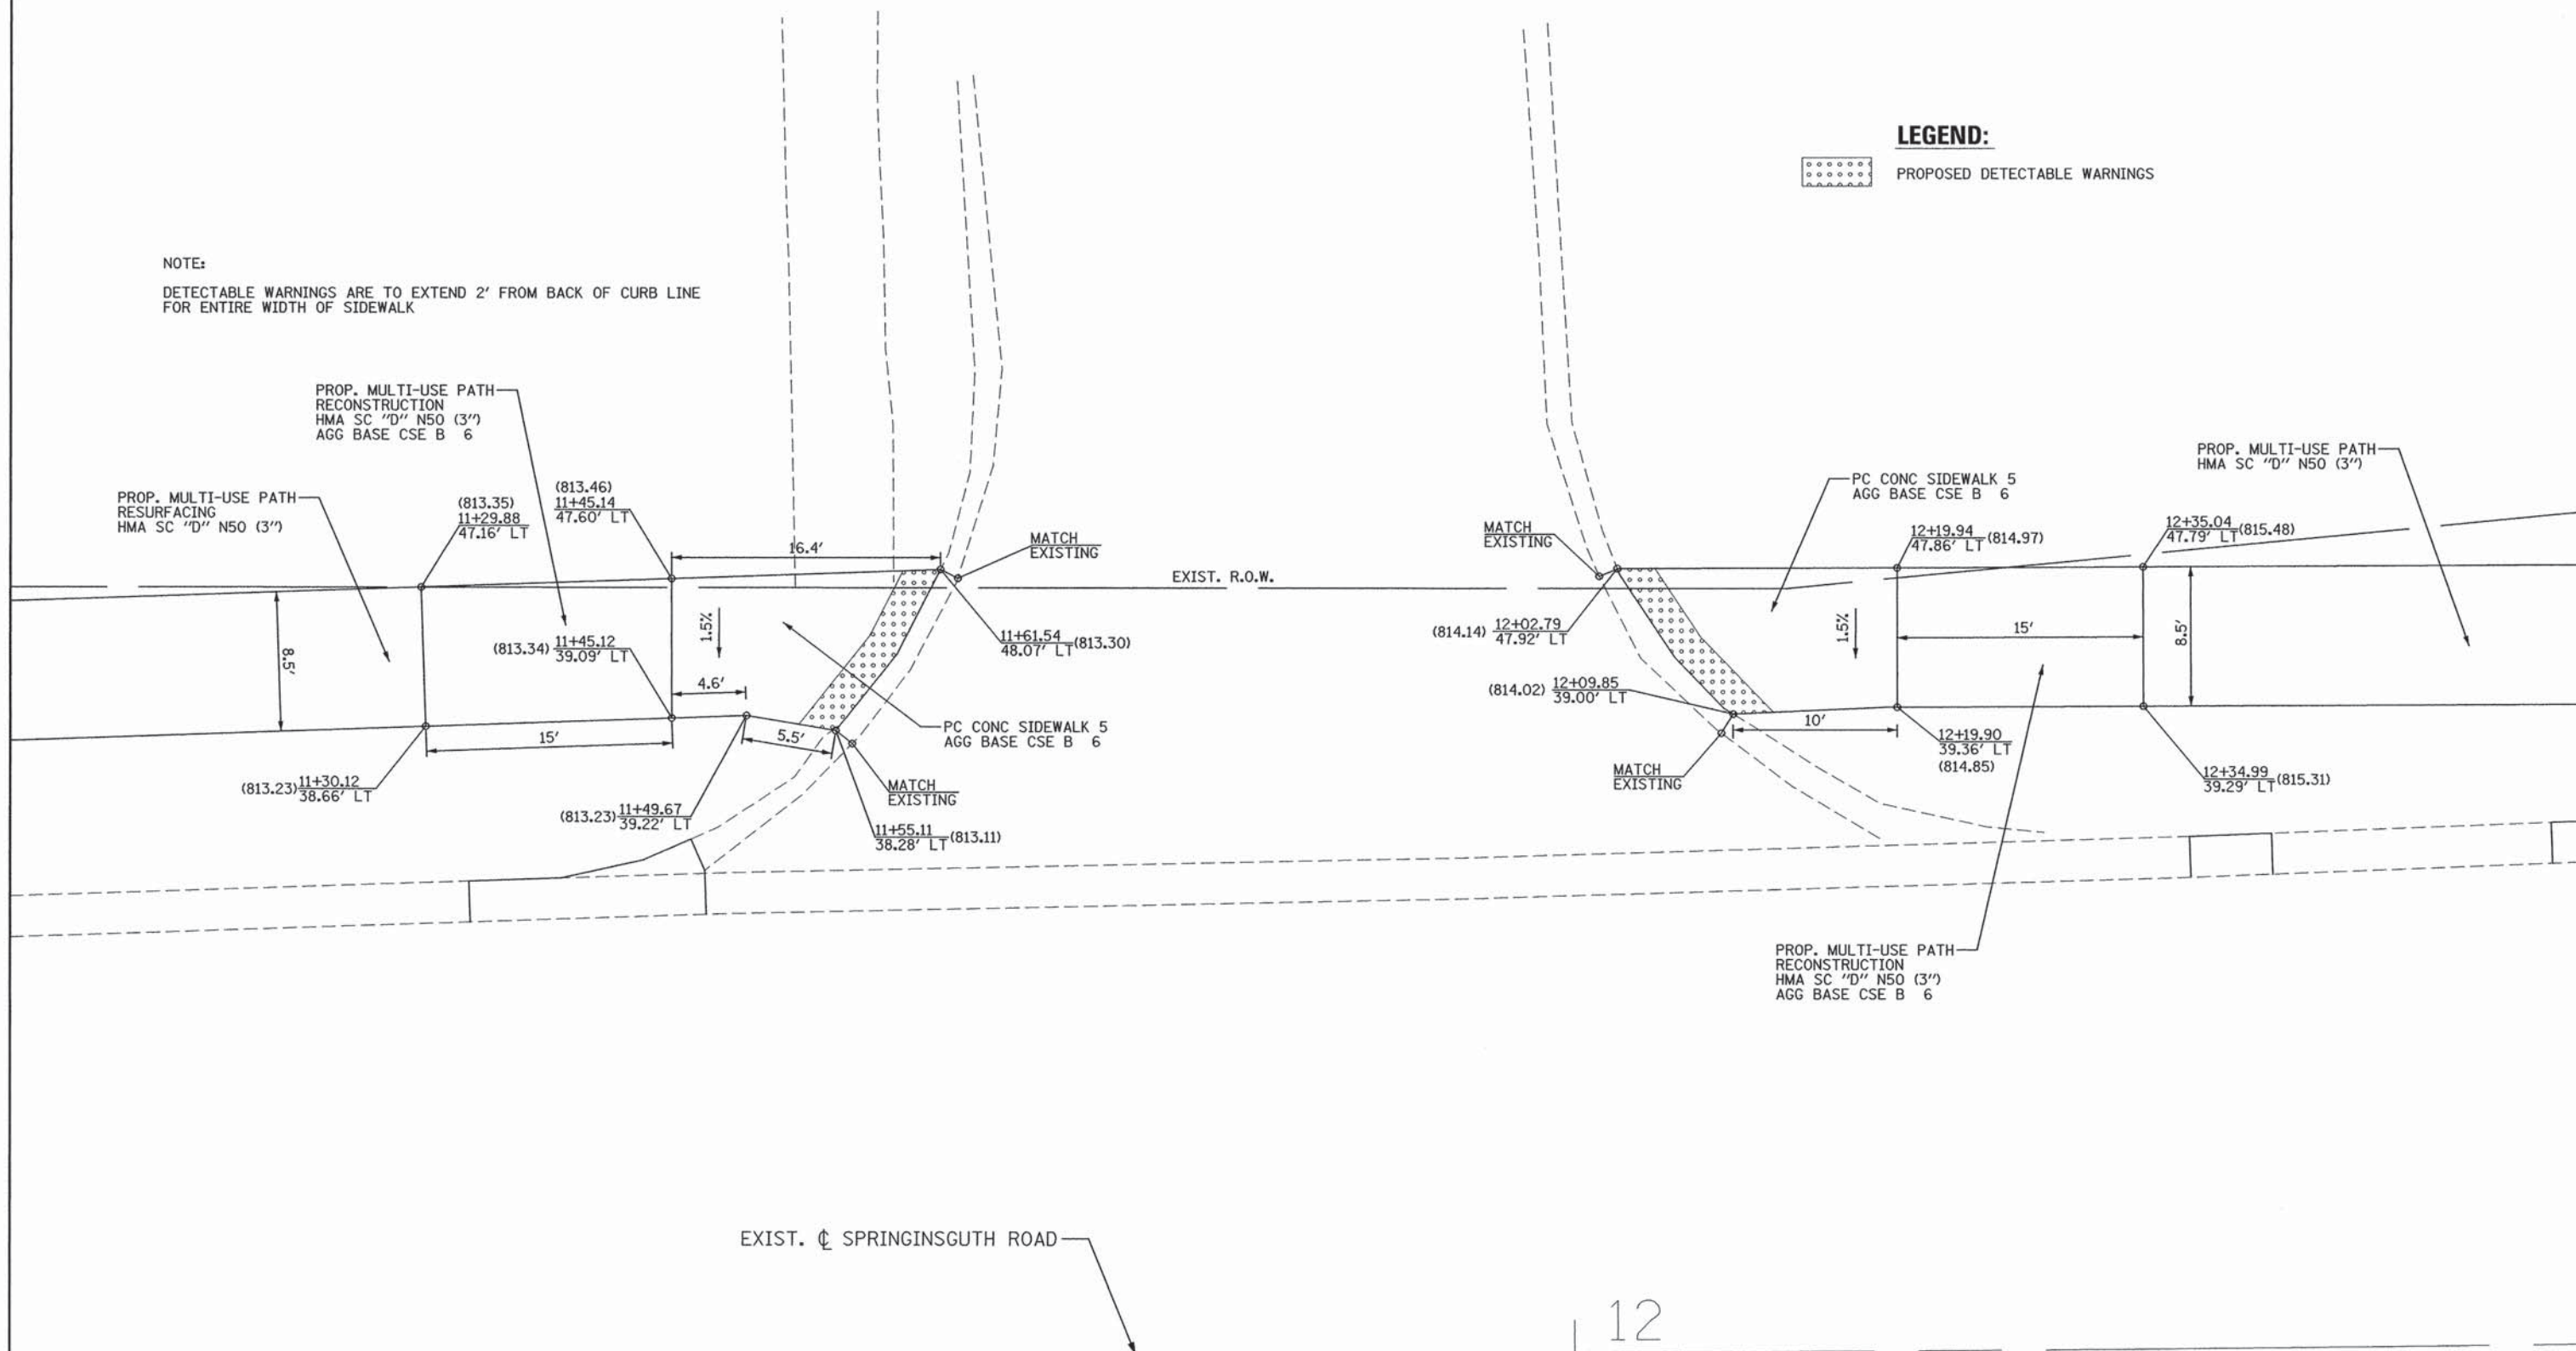 LEGEND:
PROPOSED DETECTABLE WARNINGS
NOTE:
DETECTABLE WARNINGS ARE TO EXTEND 2' FROM BACK OF CURB LINE
FOR ENTIRE WIDTH OF SIDEWALK
PROP. MULTI-USE PATH
RECONSTRUCTION
HMA SC "D" N50 (3")
AGG BASE CSE B 6
PROP. MULTI-USE PATH
RESURFACING
HMA SC "D" N50 (3")
(813.35)
11+29.88
47.16' LT
(813.46)
11+45.14
47.60' LT
16.4'
MATCH
EXISTING
EXIST. R.O.W.
MATCH
EXISTING
PC CONC SIDEWALK 5
AGG BASE CSE B 6
12+19.94
47.86' LT (814.97)
12+35.04
47.79' LT (815.48)
PROP. MULTI-USE PATH
HMA SC "D" N50 (3")
8.5'
(813.34) 11+45.12
39.09' LT
1.5%
4.6'
11+61.54
48.07' LT (813.30)
(814.14) 12+02.79
47.92' LT
1.5%
15'
8.5'
(814.02) 12+09.85
39.00' LT
15'
5.5'
PC CONC SIDEWALK 5
AGG BASE CSE B 6
10'
(813.23) 11+30.12
38.66' LT
(813.23) 11+49.67
39.22' LT
MATCH
EXISTING
11+55.11
38.28' LT (813.11)
MATCH
EXISTING
12+19.90
39.36' LT
(814.85)
12+34.99
39.29' LT (815.31)
PROP. MULTI-USE PATH
RECONSTRUCTION
HMA SC "D" N50 (3")
AGG BASE CSE B 6
EXIST. ℄ SPRINGINSGUTH ROAD
12